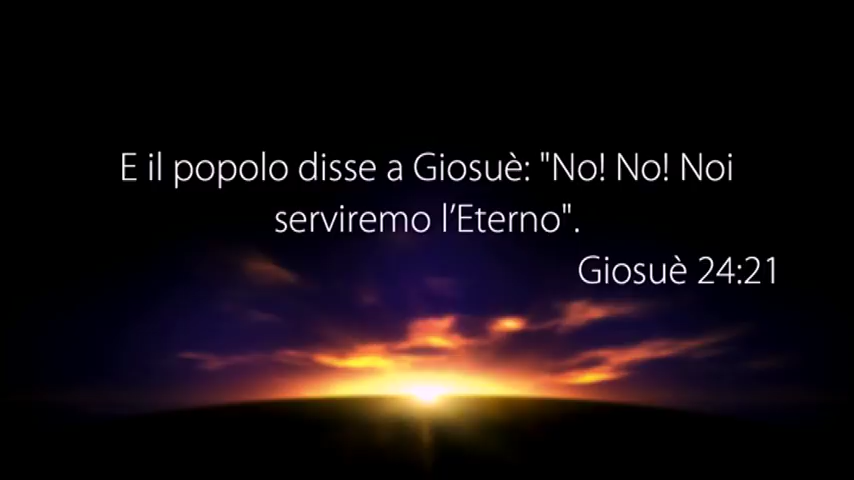 E il popolo disse a Giosuè: "No! No! Noi
serviremo l’Eterno".
Giosuè 24:21